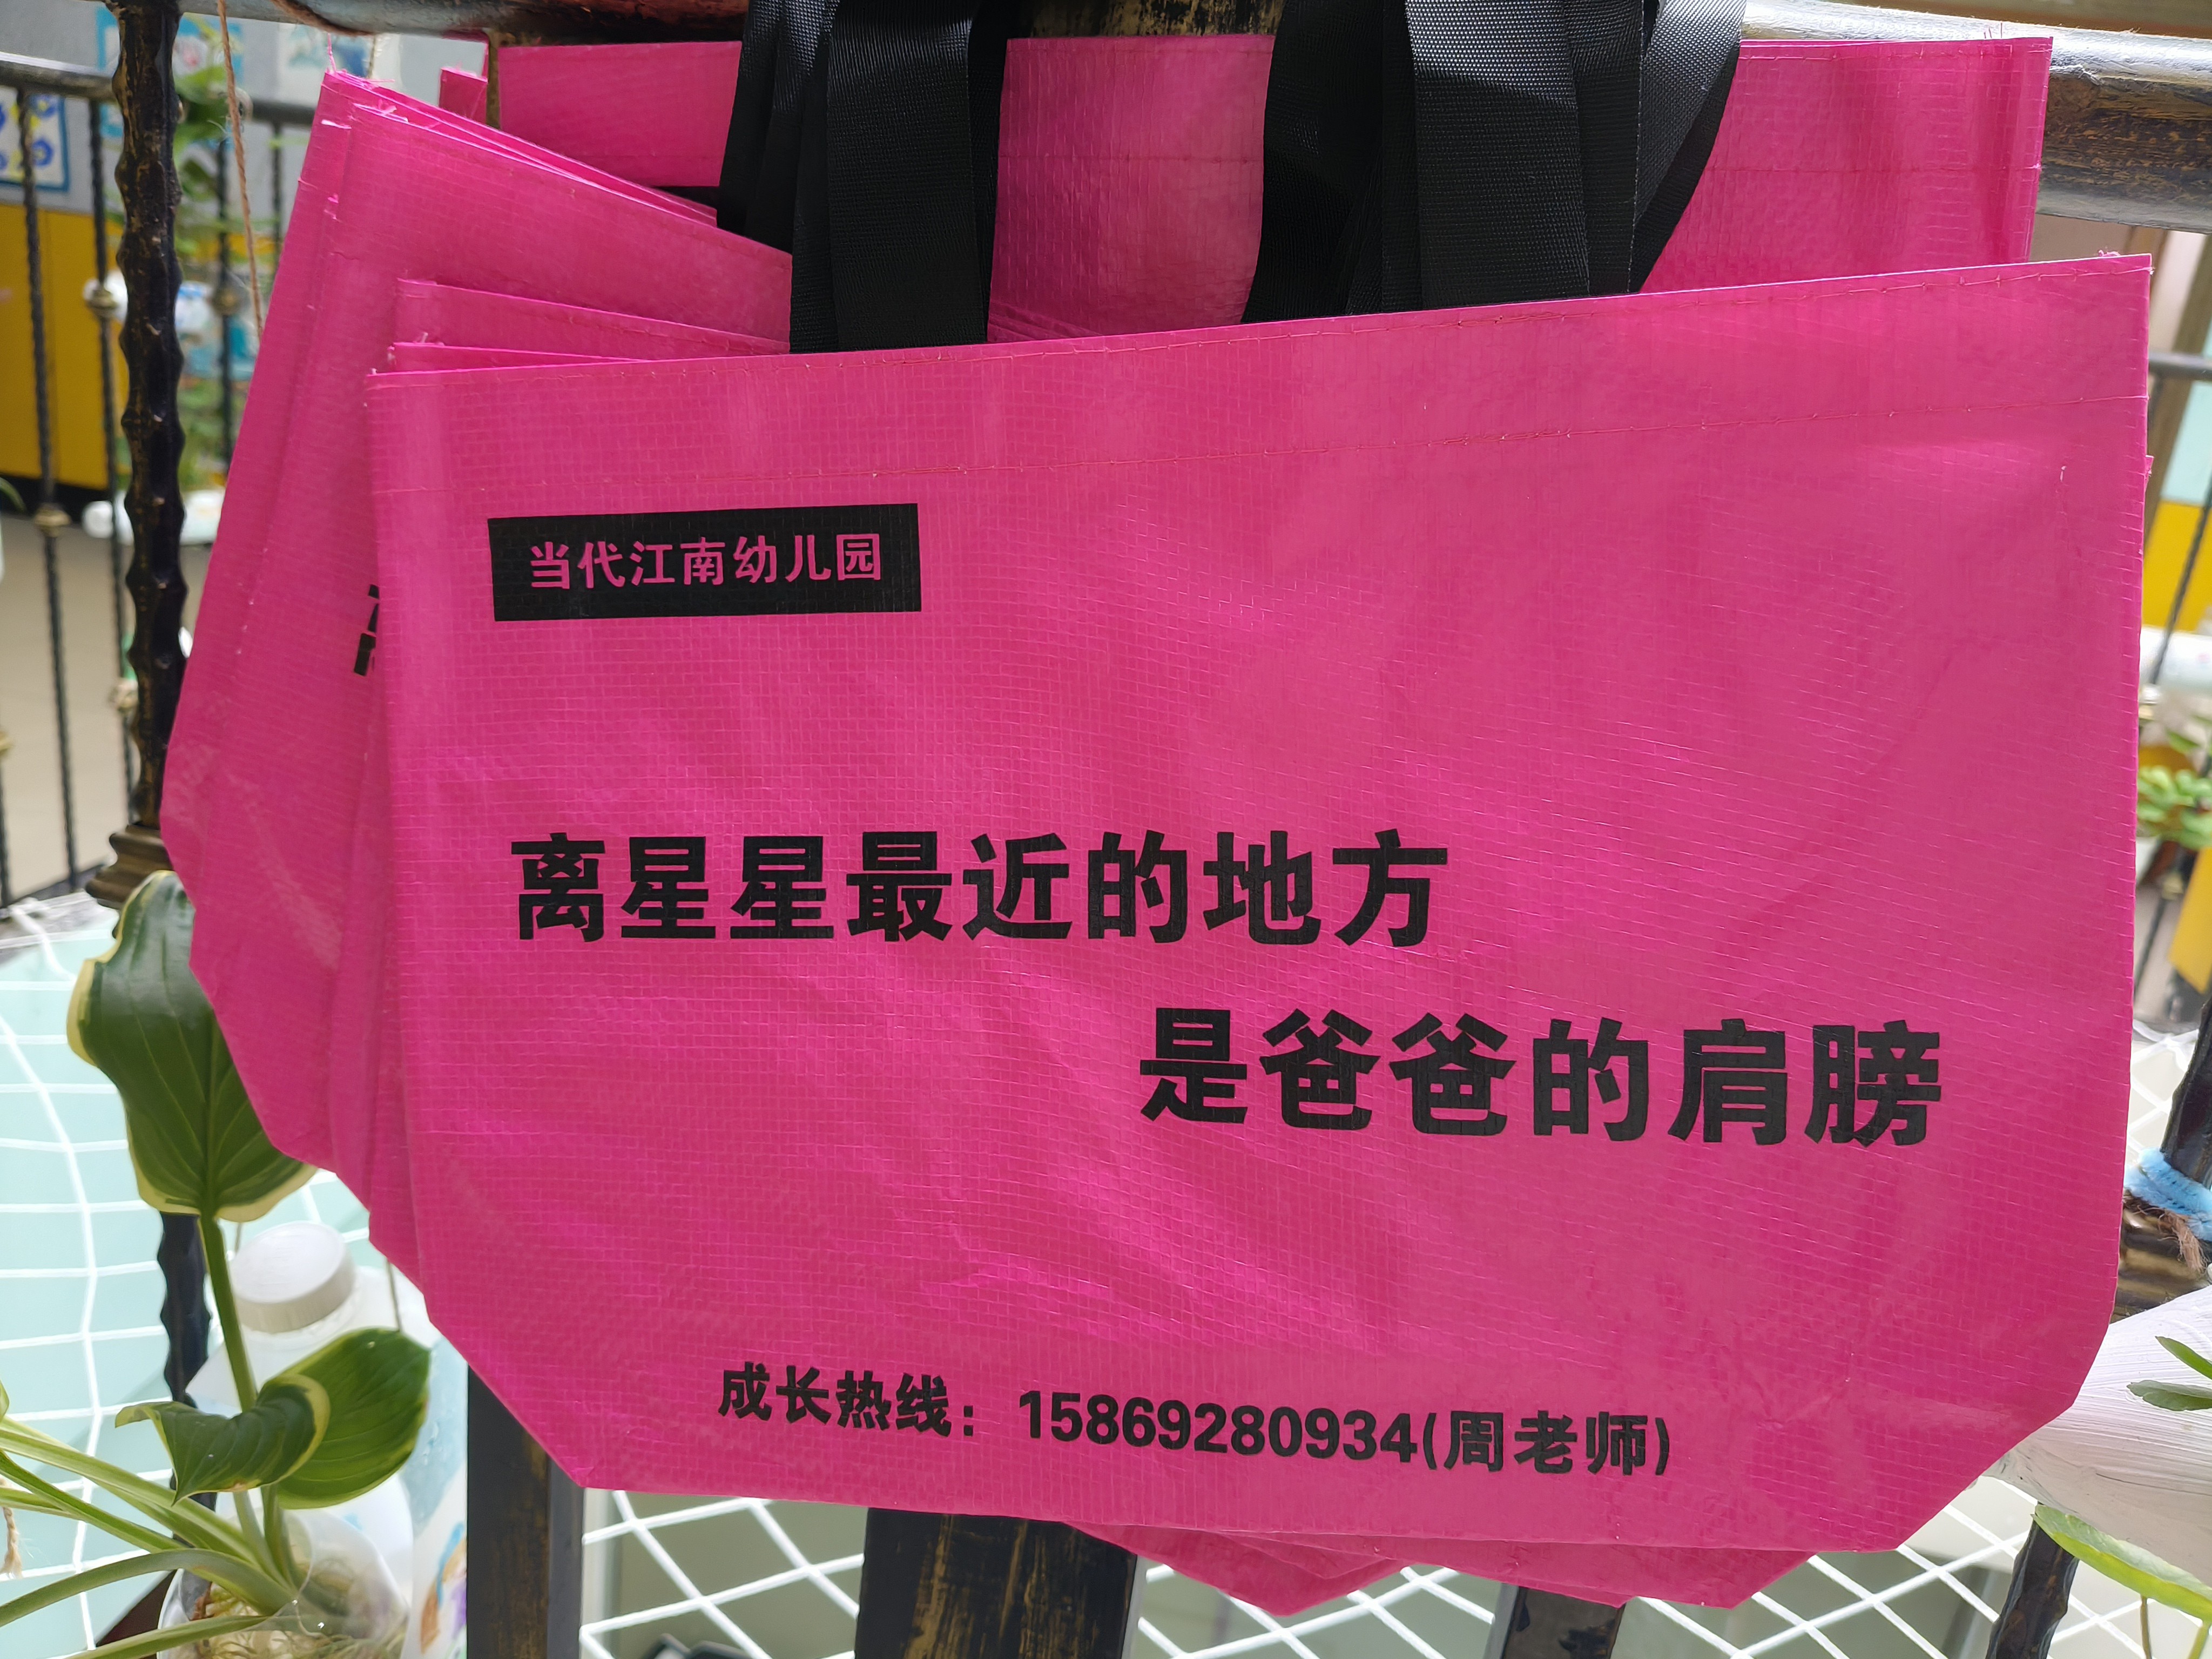 当代江南幼儿园
离星星最近的地方
是爸爸的肩膀
成长热线：15869280934(周老师)